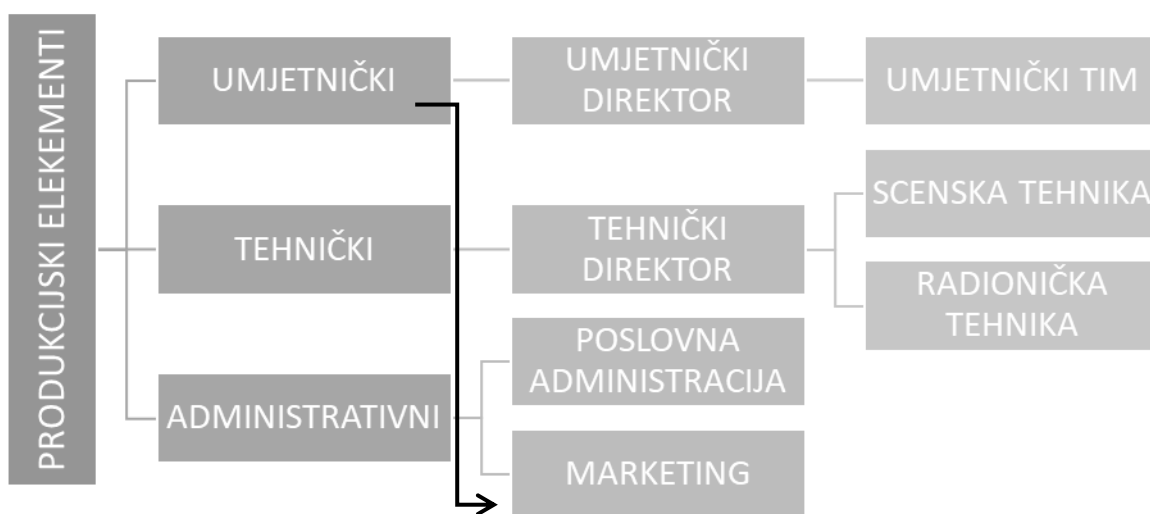 PRODUKCIJSKI ELEKEMENTI
UMJETNIČKI
UMJETNIČKI
DIREKTOR
UMJETNIČKI TIM
TEHNIČKI
TEHNIČKI
DIREKTOR
SCENSKA TEHNIKA
RADIONIČKA
TEHNIKA
ADMINISTRATIVNI
POSLOVNA
ADMINISTRACIJA
MARKETING